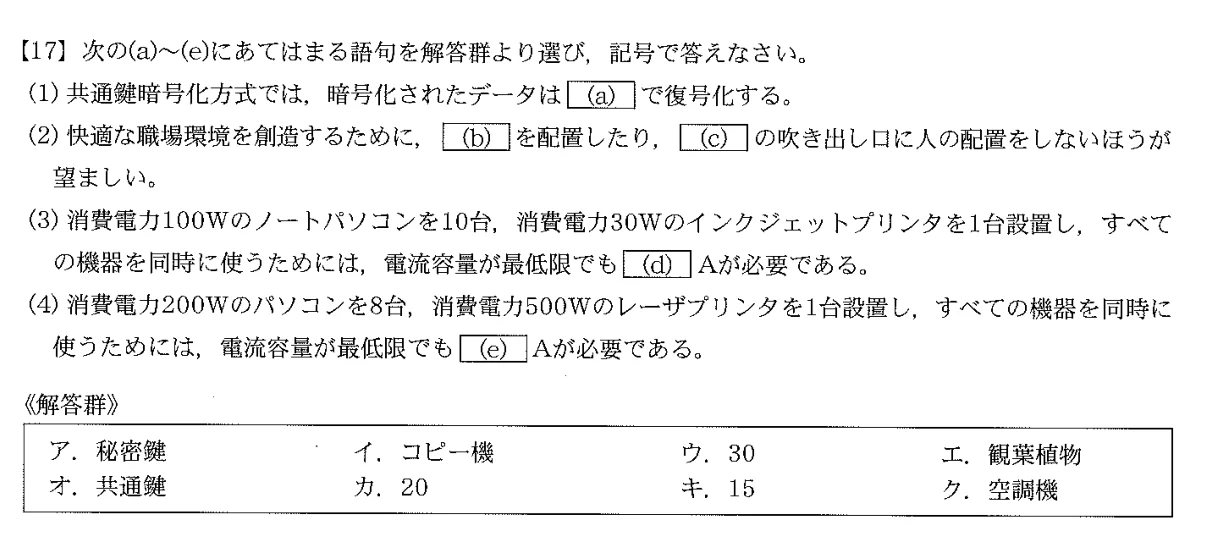 【17】次の(a)～(e)にあてはまる語句を解答群より選び，記号で答えなさい。
(1) 共通鍵暗号化方式では，暗号化されたデータは (a) で復号化する。
(2) 快適な職場環境を創造するために， (b) を配置したり， (c) の吹き出し口に人の配置をしないほうが
望ましい。
(3) 消費電力100Wのノートパソコンを10台，消費電力30Wのインクジェットプリンタを1台設置し，すべて
の機器を同時に使うためには，電流容量が最低限でも (d) Aが必要である。
(4) 消費電力200Wのパソコンを8台，消費電力500Wのレーザプリンタを1台設置し，すべての機器を同時に
使うためには，電流容量が最低限でも (e) Aが必要である。
《解答群》
ア．秘密鍵 イ．コピー機 ウ．30 エ．観葉植物
オ．共通鍵 カ．20 キ．15 ク．空調機